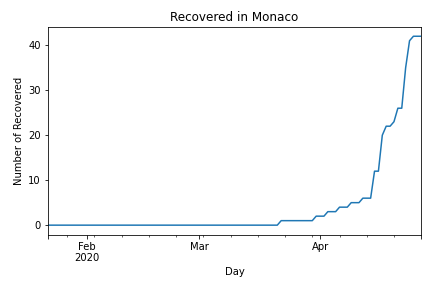 Recovered in Monaco
Number of Recovered
40
30
20
10
0
Feb
2020
Mar
Apr
Day